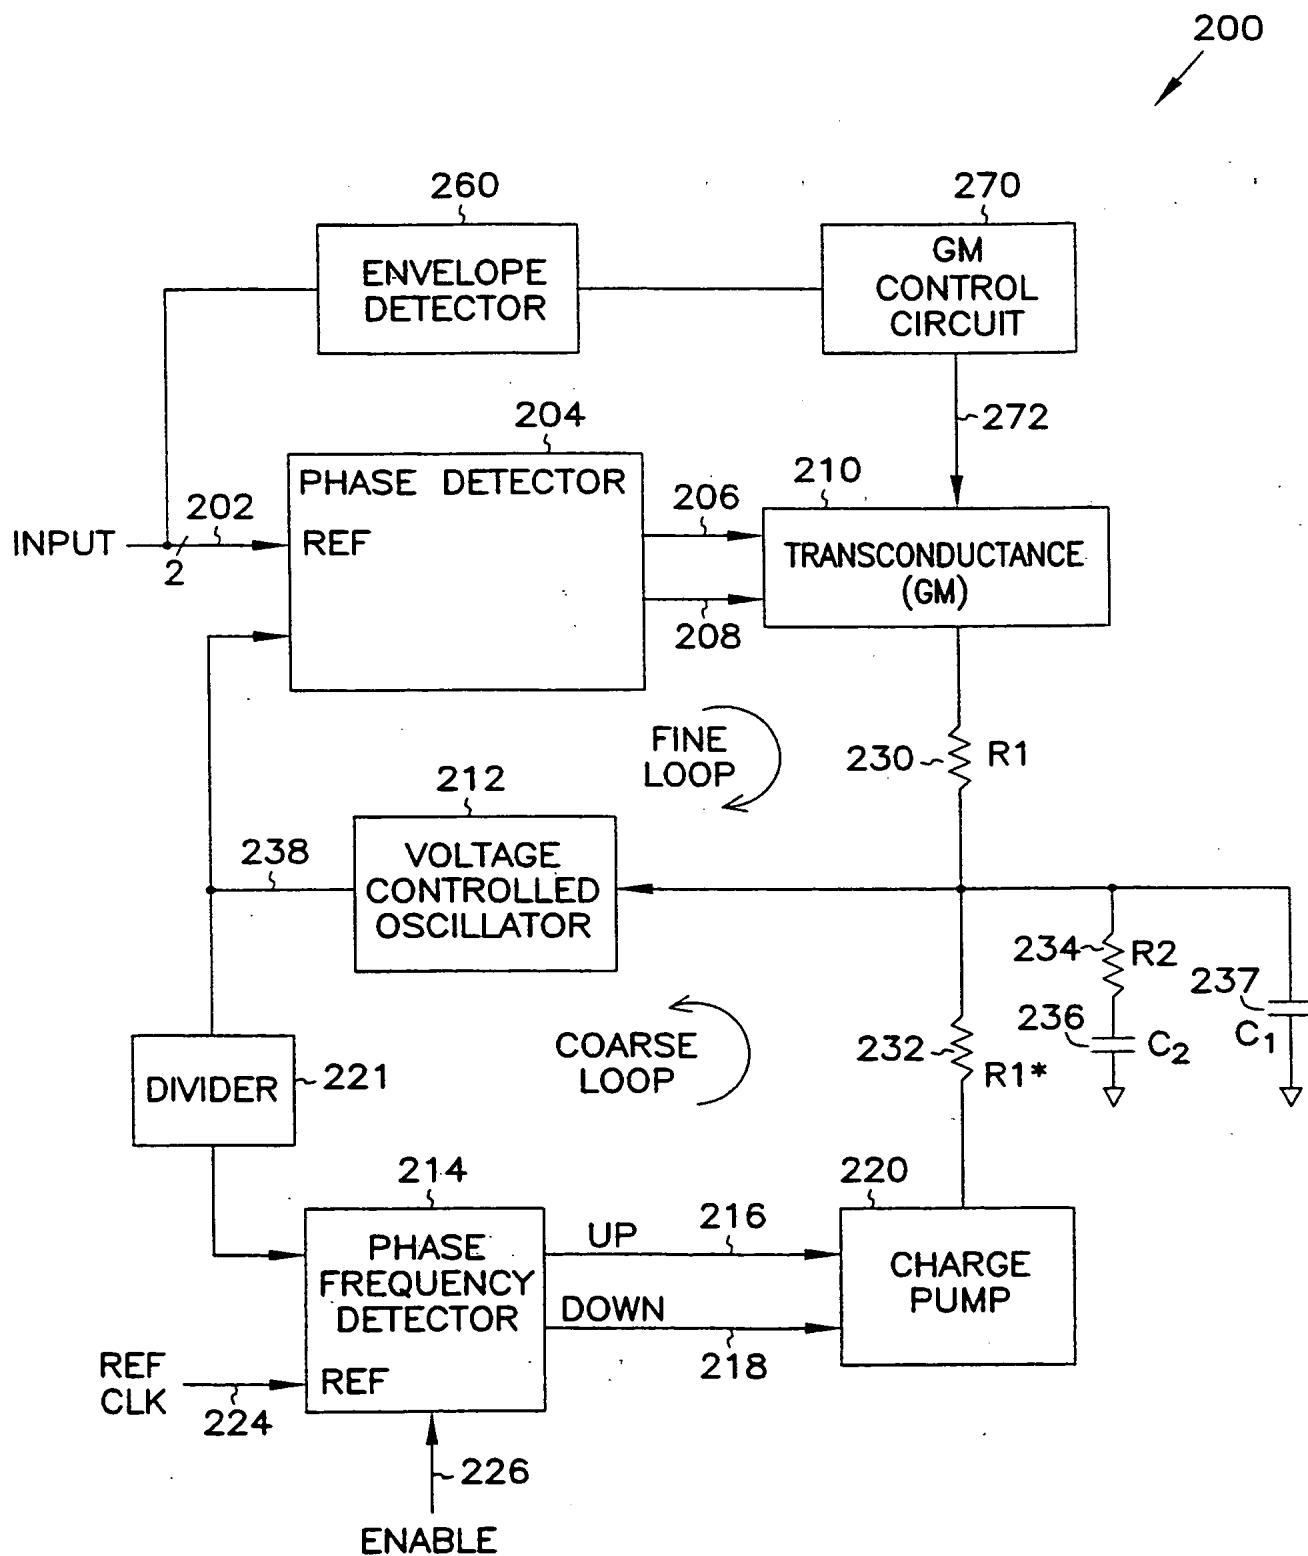 200
260
270
ENVELOPE
DETECTOR
GM
CONTROL
CIRCUIT
272
204
PHASE DETECTOR
REF
INPUT
202
2
206
208
210
TRANSCONDUCTANCE
(GM)
FINE
LOOP
230
R1
212
VOLTAGE
CONTROLLED
OSCILLATOR
238
234
R2
236
C2
237
C1
COARSE
LOOP
232
R1*
DIVIDER
221
214
PHASE
FREQUENCY
DETECTOR
REF
UP
216
DOWN
218
220
CHARGE
PUMP
REF
CLK
224
226
ENABLE